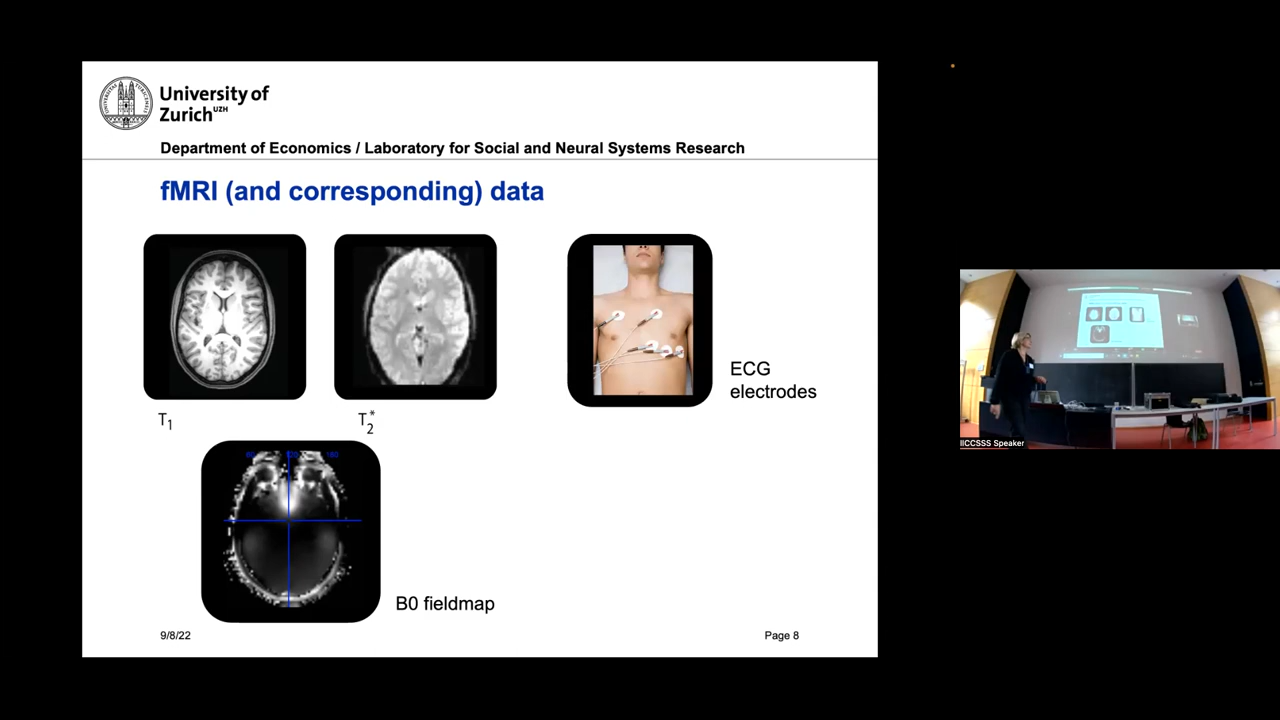 University of
Zurich UZH
Department of Economics / Laboratory for Social and Neural Systems Research
fMRI (and corresponding) data
ECG
electrodes
T1
T2*
B0 fieldmap
9/8/22
Page 8
IICCSSS Speaker